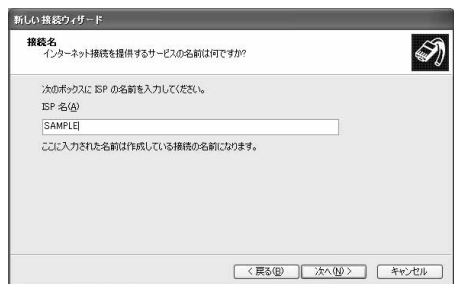 新しい接続ウィザード
接続名
インターネット接続を提供するサービスの名前は何ですか?
次のボックスに ISP の名前を入力してください。
ISP 名(A)
SAMPLE
ここに入力された名前は作成している接続の名前になります。
< 戻る(B) 次へ(N) > キャンセル